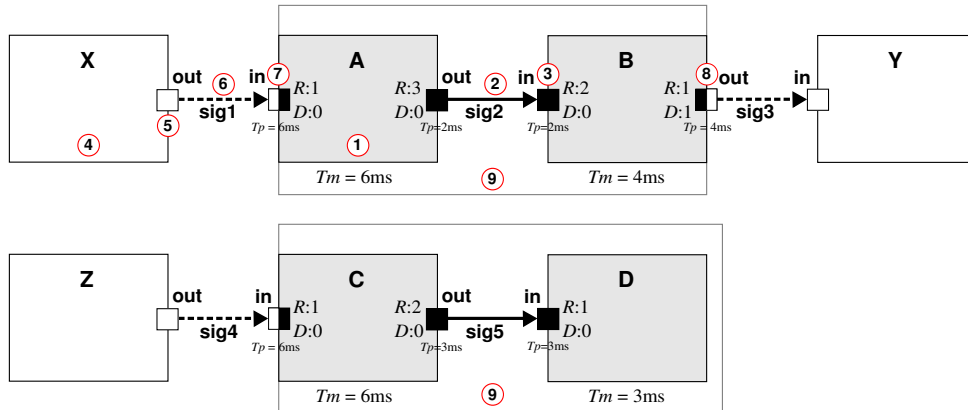 X
A
B
Y
out 6 in 7
R:1
R:3
out 2 in 3
R:2
R:1
8 out
in
sig1
D:0
D:0
sig2
D:0
D:1
sig3
5
Tp = 6ms
Tp=2ms
Tp=2ms
Tp = 4ms
4
1
Tm = 6ms
9
Tm = 4ms
Z
C
D
out
in
R:1
R:2
out
in
R:1
sig4
D:0
D:0
sig5
D:0
Tp = 6ms
Tp=3ms
Tp=3ms
Tm = 6ms
9
Tm = 3ms